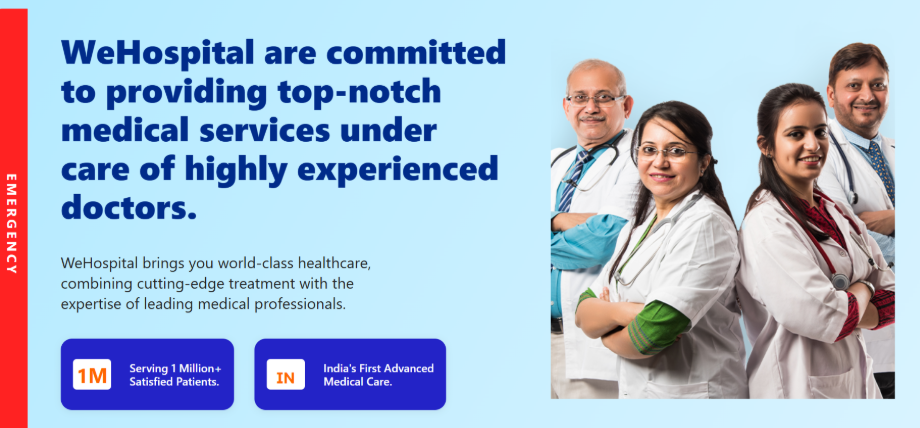 WeHospital are committed
to providing top-notch
medical services under
care of highly experienced
doctors.
EMERGENCY
WeHospital brings you world-class healthcare,
combining cutting-edge treatment with the
expertise of leading medical professionals.
1M
Serving 1 Million+
Satisfied Patients.
IN
India's First Advanced
Medical Care.